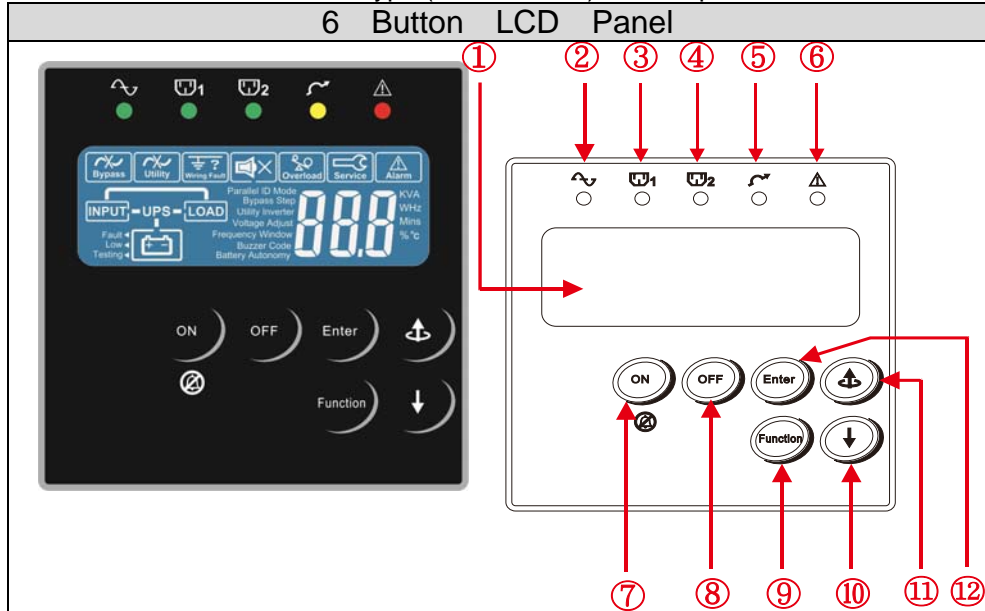 6 Button LCD Panel
① ② ③ ④ ⑤ ⑥
1 2
Bypass Utility Wiring Fault Overload Service Alarm
Parallel ID Mode KVA
Bypass Step WHz
INPUT UPS LOAD Utility Inverter 88.8
Voltage Adjust Mins
Fault Frequency Window % °C
Low Buzzer Code
Testing Battery Autonomy
ON OFF Enter
Function
1 2
ON OFF Enter
Function
⑦ ⑧ ⑨ ⑩ ⑪ ⑫